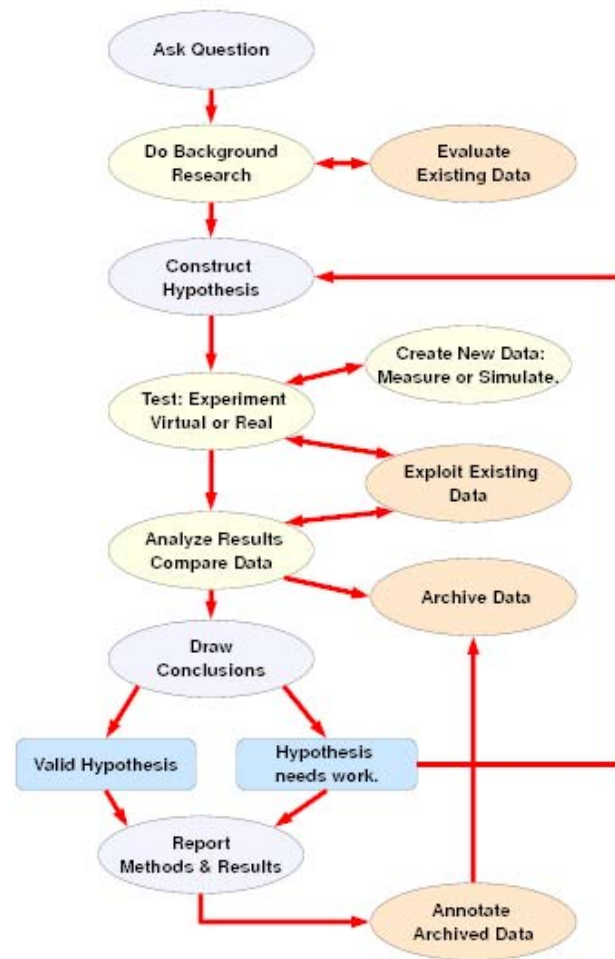 Ask Question
Do Background
Research
Evaluate
Existing Data
Construct
Hypothesis
Create New Data:
Measure or Simulate.
Test: Experiment
Virtual or Real
Exploit Existing
Data
Analyze Results
Compare Data
Archive Data
Draw
Conclusions
Valid Hypothesis
Hypothesis
needs work.
Report
Methods & Results
Annotate
Archived Data